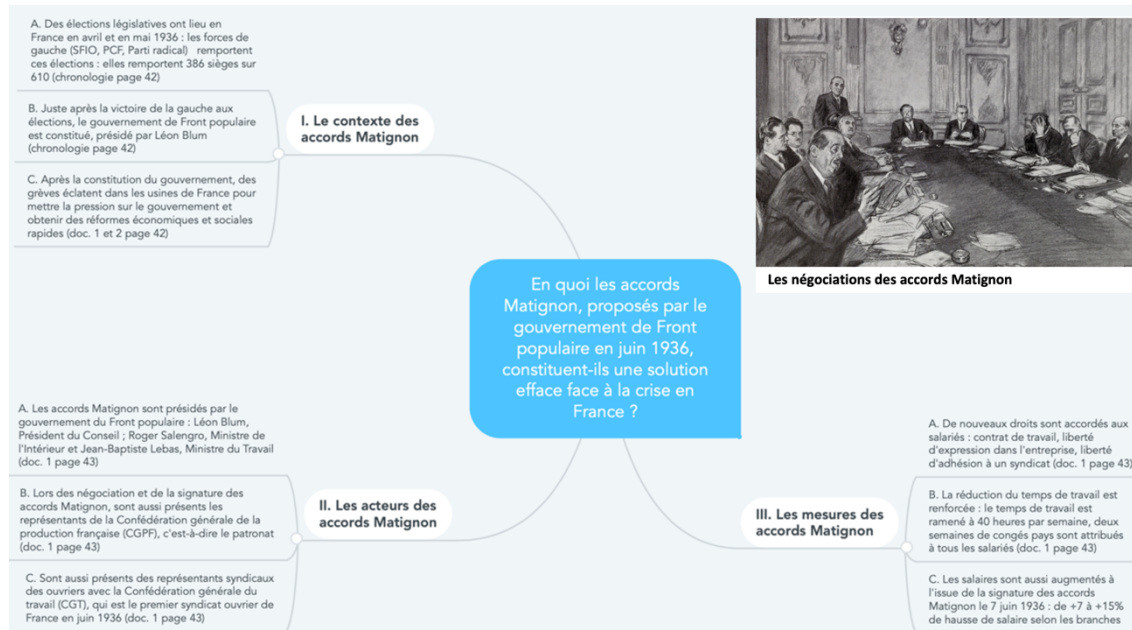 A. Des élections législatives ont lieu en
France en avril et en mai 1936 : les forces de
gauche (SFIO, PCF, Parti radical) remportent
ces élections : elles remportent 386 sièges sur
610 (chronologie page 42)
B. Juste après la victoire de la gauche aux
élections, le gouvernement de Front populaire
est constitué, présidé par Léon Blum
(chronologie page 42)
C. Après la constitution du gouvernement, des
grèves éclatent dans les usines de France pour
mettre la pression sur le gouvernement et
obtenir des réformes économiques et sociales
rapides (doc. 1 et 2 page 42)
I. Le contexte des
accords Matignon
Les négociations des accords Matignon
En quoi les accords
Matignon, proposés par le
gouvernement de Front
populaire en juin 1936,
constituent-ils une solution
efface face à la crise en
France ?
A. Les accords Matignon sont présidés par le
gouvernement du Front populaire : Léon Blum,
Président du Conseil ; Roger Salengro, Ministre de
l'Intérieur et Jean-Baptiste Lebas, Ministre du Travail
(doc. 1 page 43)
B. Lors des négociation et de la signature des
accords Matignon, sont aussi présents les
représentants de la Confédération générale de la
production française (CGPF), c'est-à-dire le patronat
(doc. 1 page 43)
C. Sont aussi présents des représentants syndicaux
des ouvriers avec la Confédération générale du
travail (CGT), qui est le premier syndicat ouvrier de
France en juin 1936 (doc. 1 page 43)
II. Les acteurs des
accords Matignon
III. Les mesures des
accords Matignon
A. De nouveaux droits sont accordés aux
salariés : contrat de travail, liberté
d'expression dans l'entreprise, liberté
d'adhésion à un syndicat (doc. 1 page 43)
B. La réduction du temps de travail est
renforcée : le temps de travail est
ramené à 40 heures par semaine, deux
semaines de congés pays sont attribués
à tous les salariés (doc. 1 page 43)
C. Les salaires sont aussi augmentés à
l'issue de la signature des accords
Matignon le 7 juin 1936 : de +7 à +15%
de hausse de salaire selon les branches